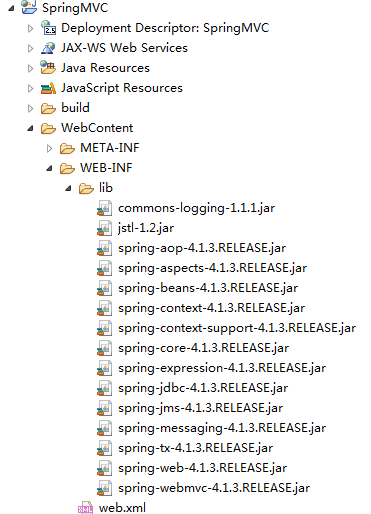 SpringMVC
Deployment Descriptor: SpringMVC
JAX-WS Web Services
Java Resources
JavaScript Resources
build
WebContent
META-INF
WEB-INF
lib
commons-logging-1.1.1.jar
jstl-1.2.jar
spring-aop-4.1.3.RELEASE.jar
spring-aspects-4.1.3.RELEASE.jar
spring-beans-4.1.3.RELEASE.jar
spring-context-4.1.3.RELEASE.jar
spring-context-support-4.1.3.RELEASE.jar
spring-core-4.1.3.RELEASE.jar
spring-expression-4.1.3.RELEASE.jar
spring-jdbc-4.1.3.RELEASE.jar
spring-jms-4.1.3.RELEASE.jar
spring-messaging-4.1.3.RELEASE.jar
spring-tx-4.1.3.RELEASE.jar
spring-web-4.1.3.RELEASE.jar
spring-webmvc-4.1.3.RELEASE.jar
web.xml